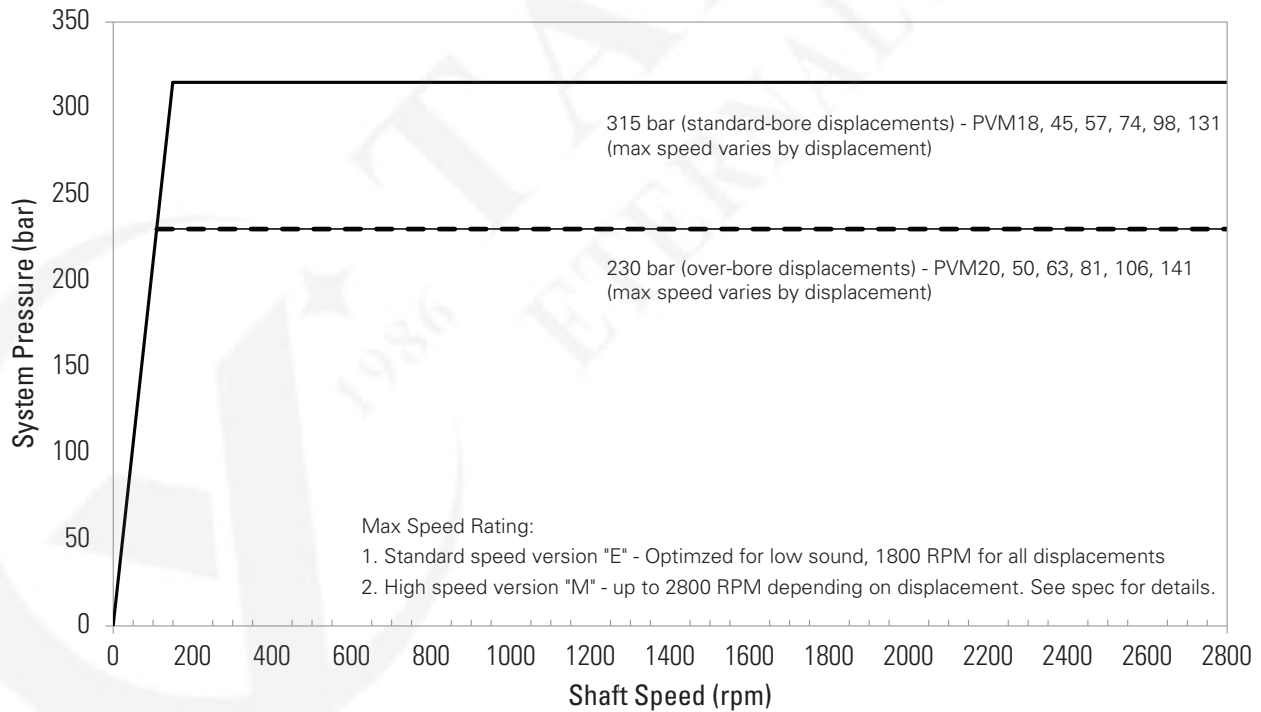 350
300
250
200
150
100
50
0
System Pressure (bar)
315 bar (standard-bore displacements) - PVM18, 45, 57, 74, 98, 131
(max speed varies by displacement)
230 bar (over-bore displacements) - PVM20, 50, 63, 81, 106, 141
(max speed varies by displacement)
Max Speed Rating:
1. Standard speed version "E" - Optimzed for low sound, 1800 RPM for all displacements
2. High speed version "M" - up to 2800 RPM depending on displacement. See spec for details.
0 200 400 600 800 1000 1200 1400 1600 1800 2000 2200 2400 2600 2800
Shaft Speed (rpm)
1986